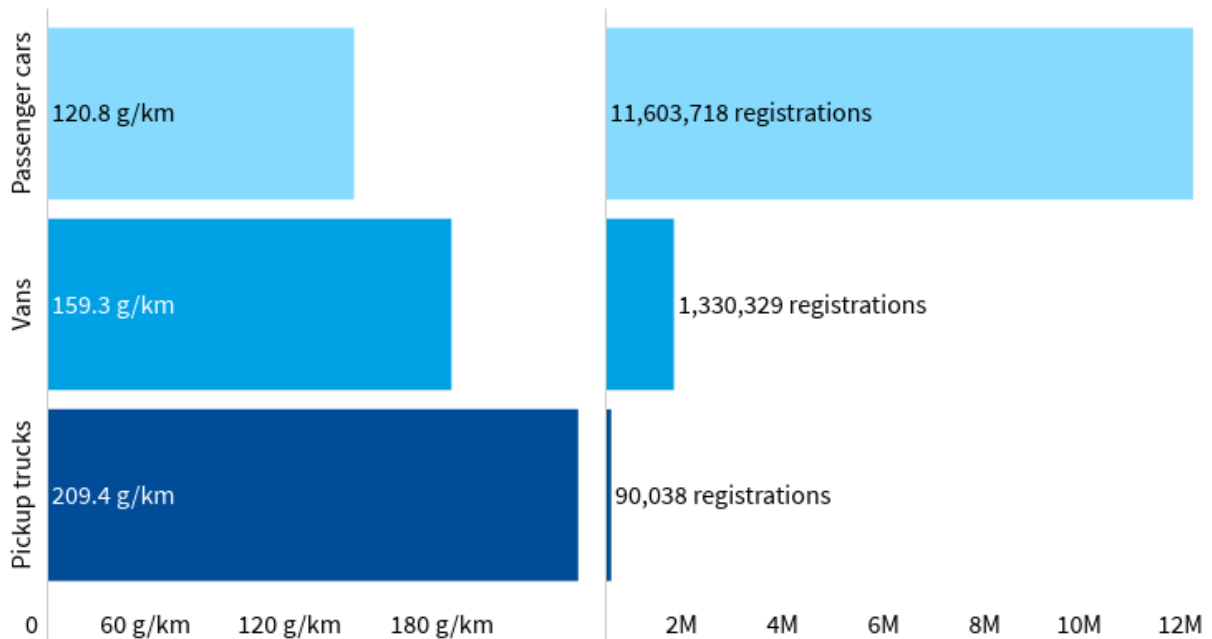 Passenger cars
120.8 g/km
11,603,718 registrations
Vans
159.3 g/km
1,330,329 registrations
Pickup trucks
209.4 g/km
90,038 registrations
0 60 g/km 120 g/km 180 g/km 2M 4M 6M 8M 10M 12M